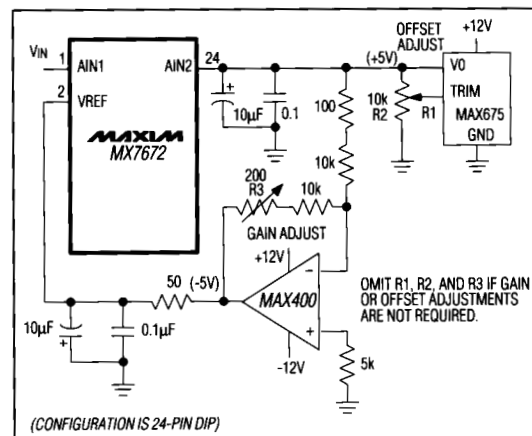 OFFSET
ADJUST
+12V
VIN
1
AIN1
AIN2
24
(+5V)
V0
2
VREF
TRIM
10k
R2
R1
MAX675
GND
+
10µF
0.1
100
MAXIM
MX7672
10k
200
R3
10k
GAIN ADJUST
+12V
−
MAX400
OMIT R1, R2, AND R3 IF GAIN
OR OFFSET ADJUSTMENTS
ARE NOT REQUIRED.
50
(-5V)
10µF
+
0.1µF
+
-12V
5k
(CONFIGURATION IS 24-PIN DIP)